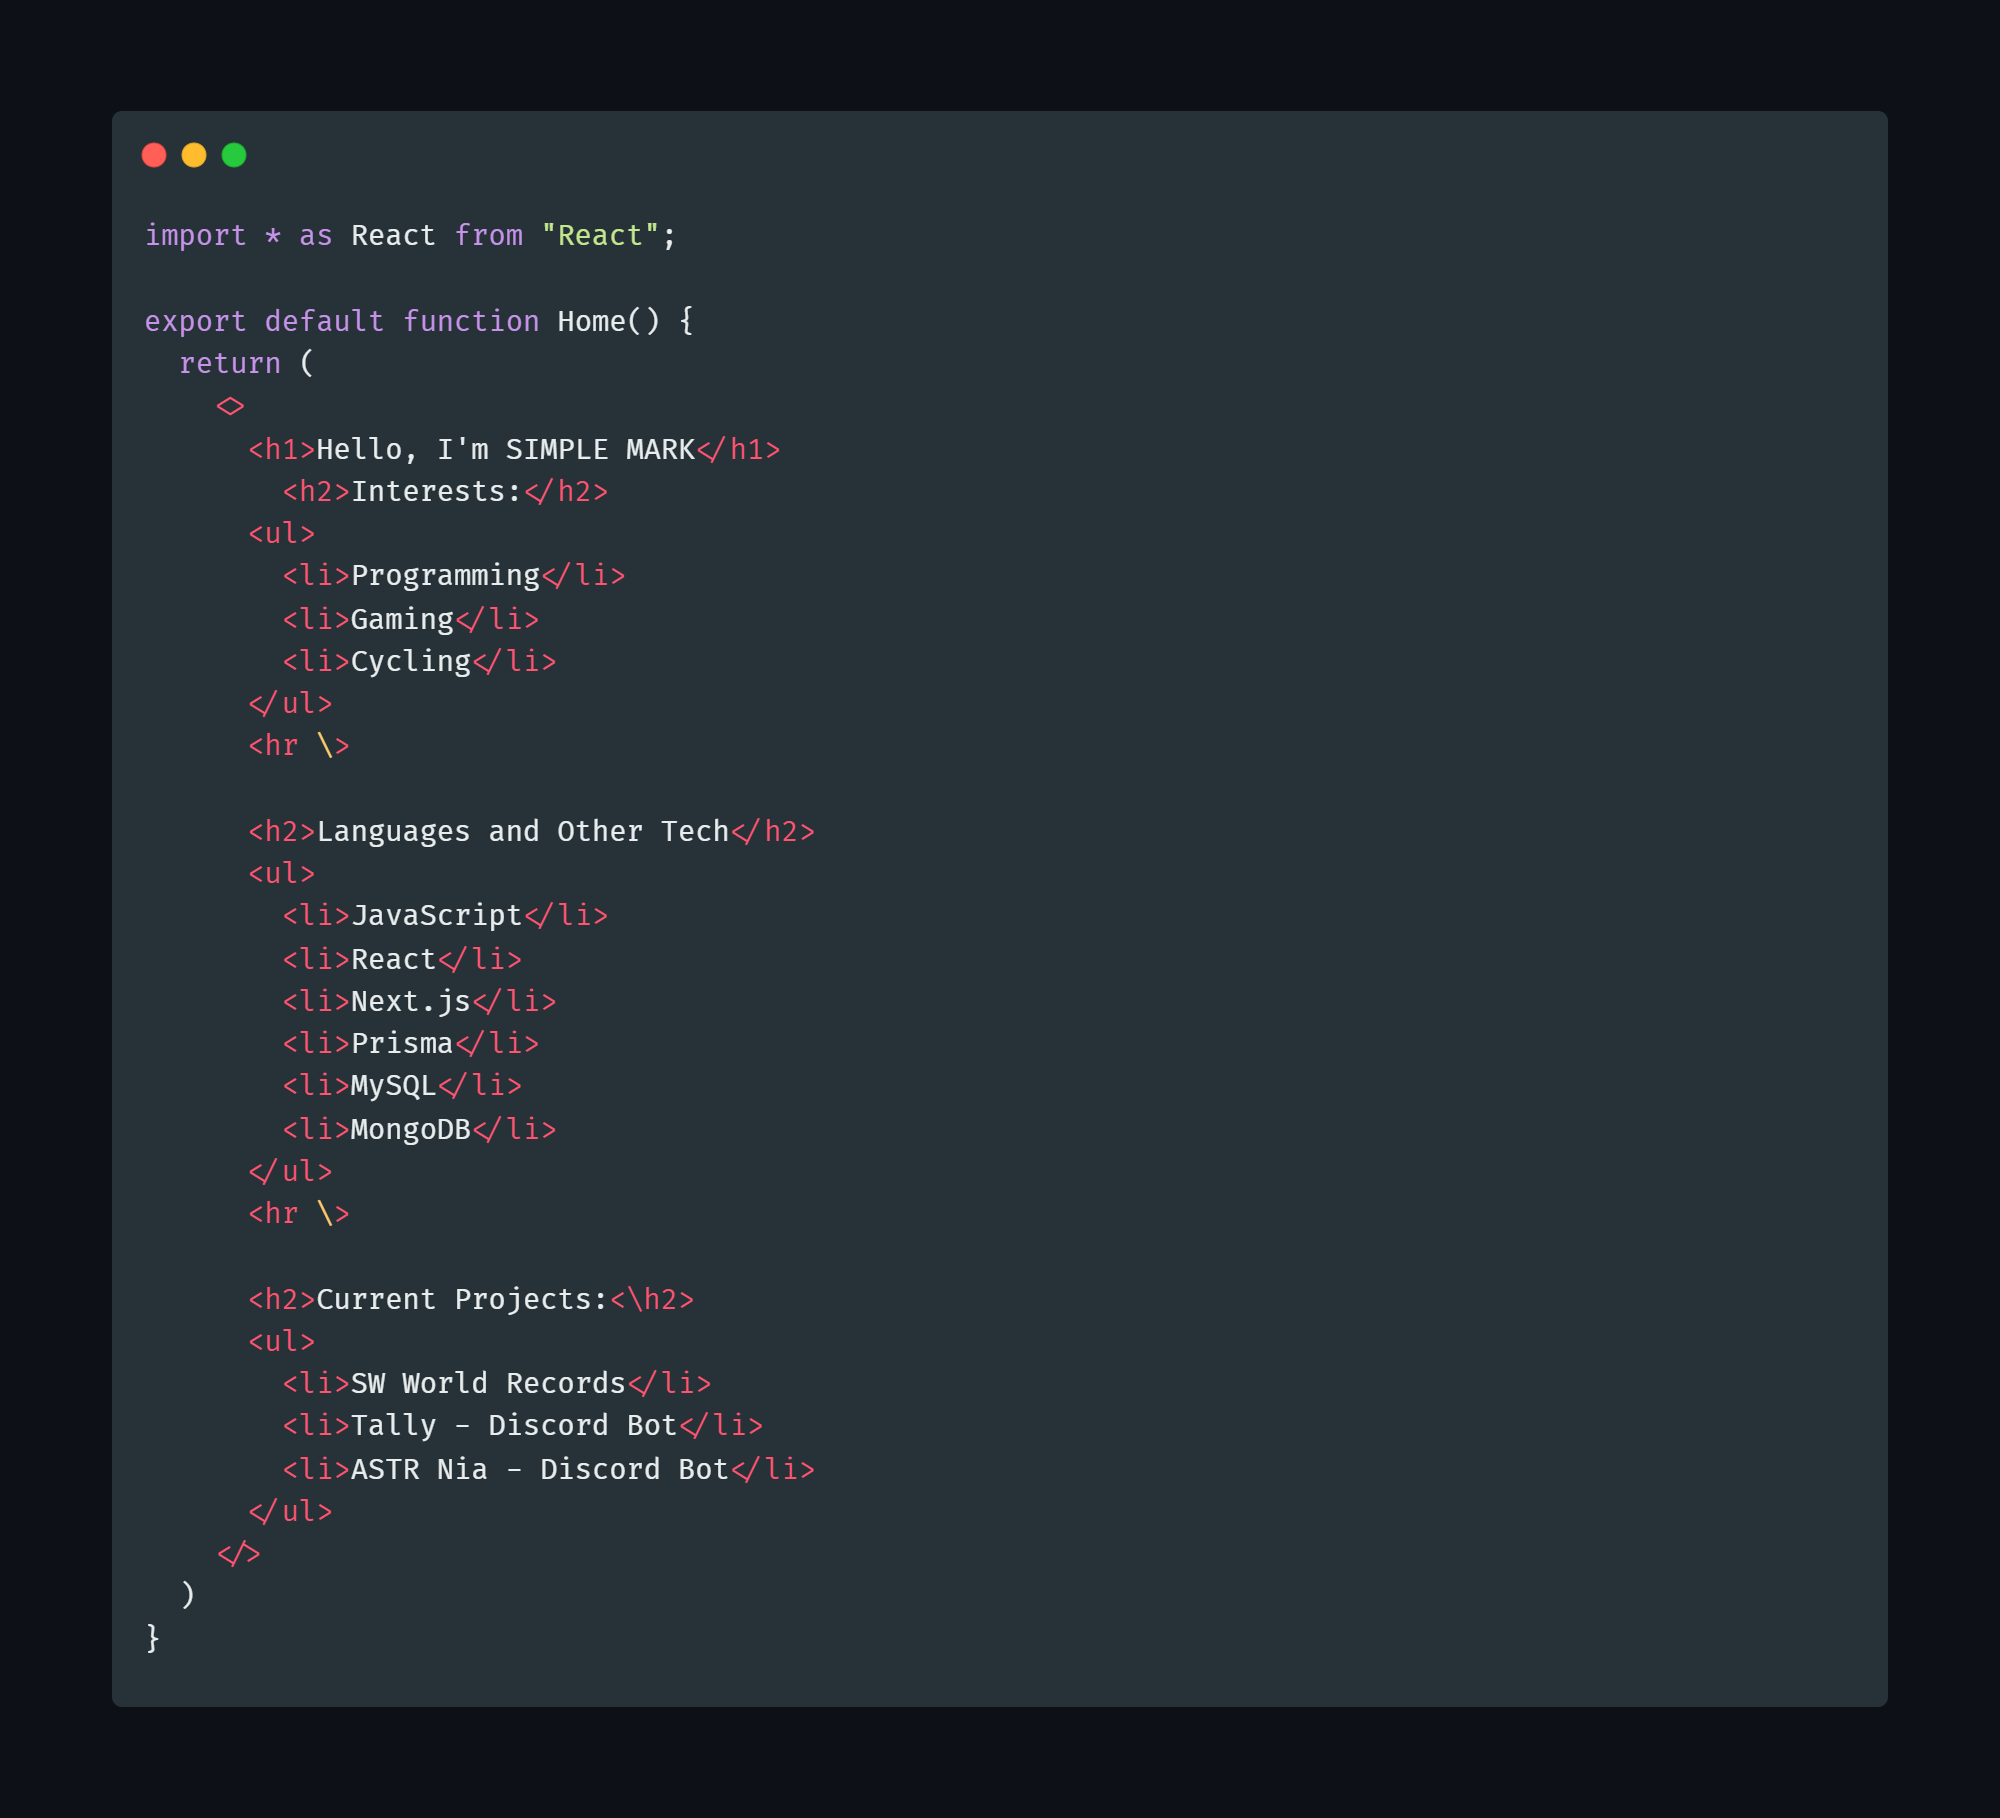 import * as React from "React";

export default function Home() {
  return (
    <>
      <h1>Hello, I'm SIMPLE MARK</h1>
        <h2>Interests:</h2>
      <ul>
        <li>Programming</li>
        <li>Gaming</li>
        <li>Cycling</li>
      </ul>
      <hr \>

      <h2>Languages and Other Tech</h2>
      <ul>
        <li>JavaScript</li>
        <li>React</li>
        <li>Next.js</li>
        <li>Prisma</li>
        <li>MySQL</li>
        <li>MongoDB</li>
      </ul>
      <hr \>

      <h2>Current Projects:<\h2>
      <ul>
        <li>SW World Records</li>
        <li>Tally - Discord Bot</li>
        <li>ASTR Nia - Discord Bot</li>
      </ul>
    </>
  )
}